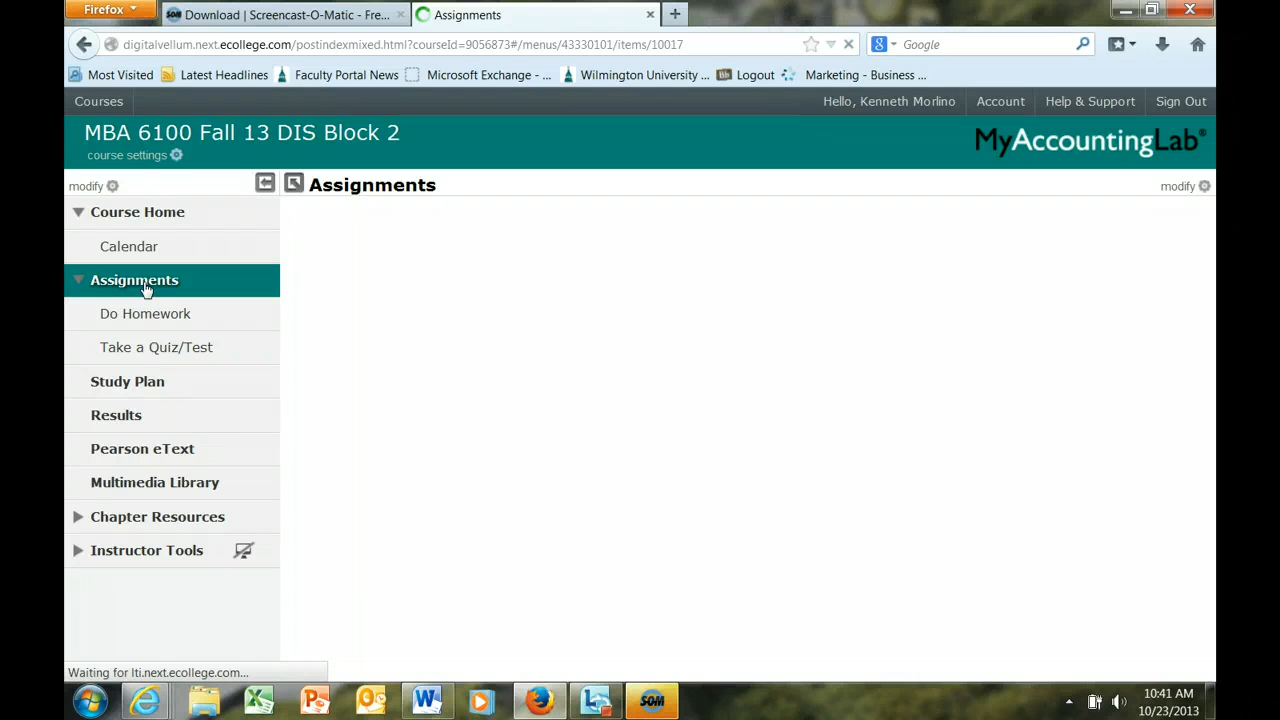 Firefox
Download | Screencast-O-Matic - Fre...
Assignments
digitalvellum.next.ecollege.com/postindexmixed.html?courseId=9056873#/menus/43330101/items/10017
Google
Most Visited
Latest Headlines
Faculty Portal News
Microsoft Exchange - ...
Wilmington University ...
Bb
Logout
Marketing - Business ...
Courses
Hello, Kenneth Morlino
Account
Help & Support
Sign Out
MBA 6100 Fall 13 DIS Block 2
course settings
MyAccountingLab®
modify
Assignments
modify
Course Home
Calendar
Assignments
Do Homework
Take a Quiz/Test
Study Plan
Results
Pearson eText
Multimedia Library
Chapter Resources
Instructor Tools
Waiting for lti.next.ecollege.com...
SOM
10:41 AM
10/23/2013